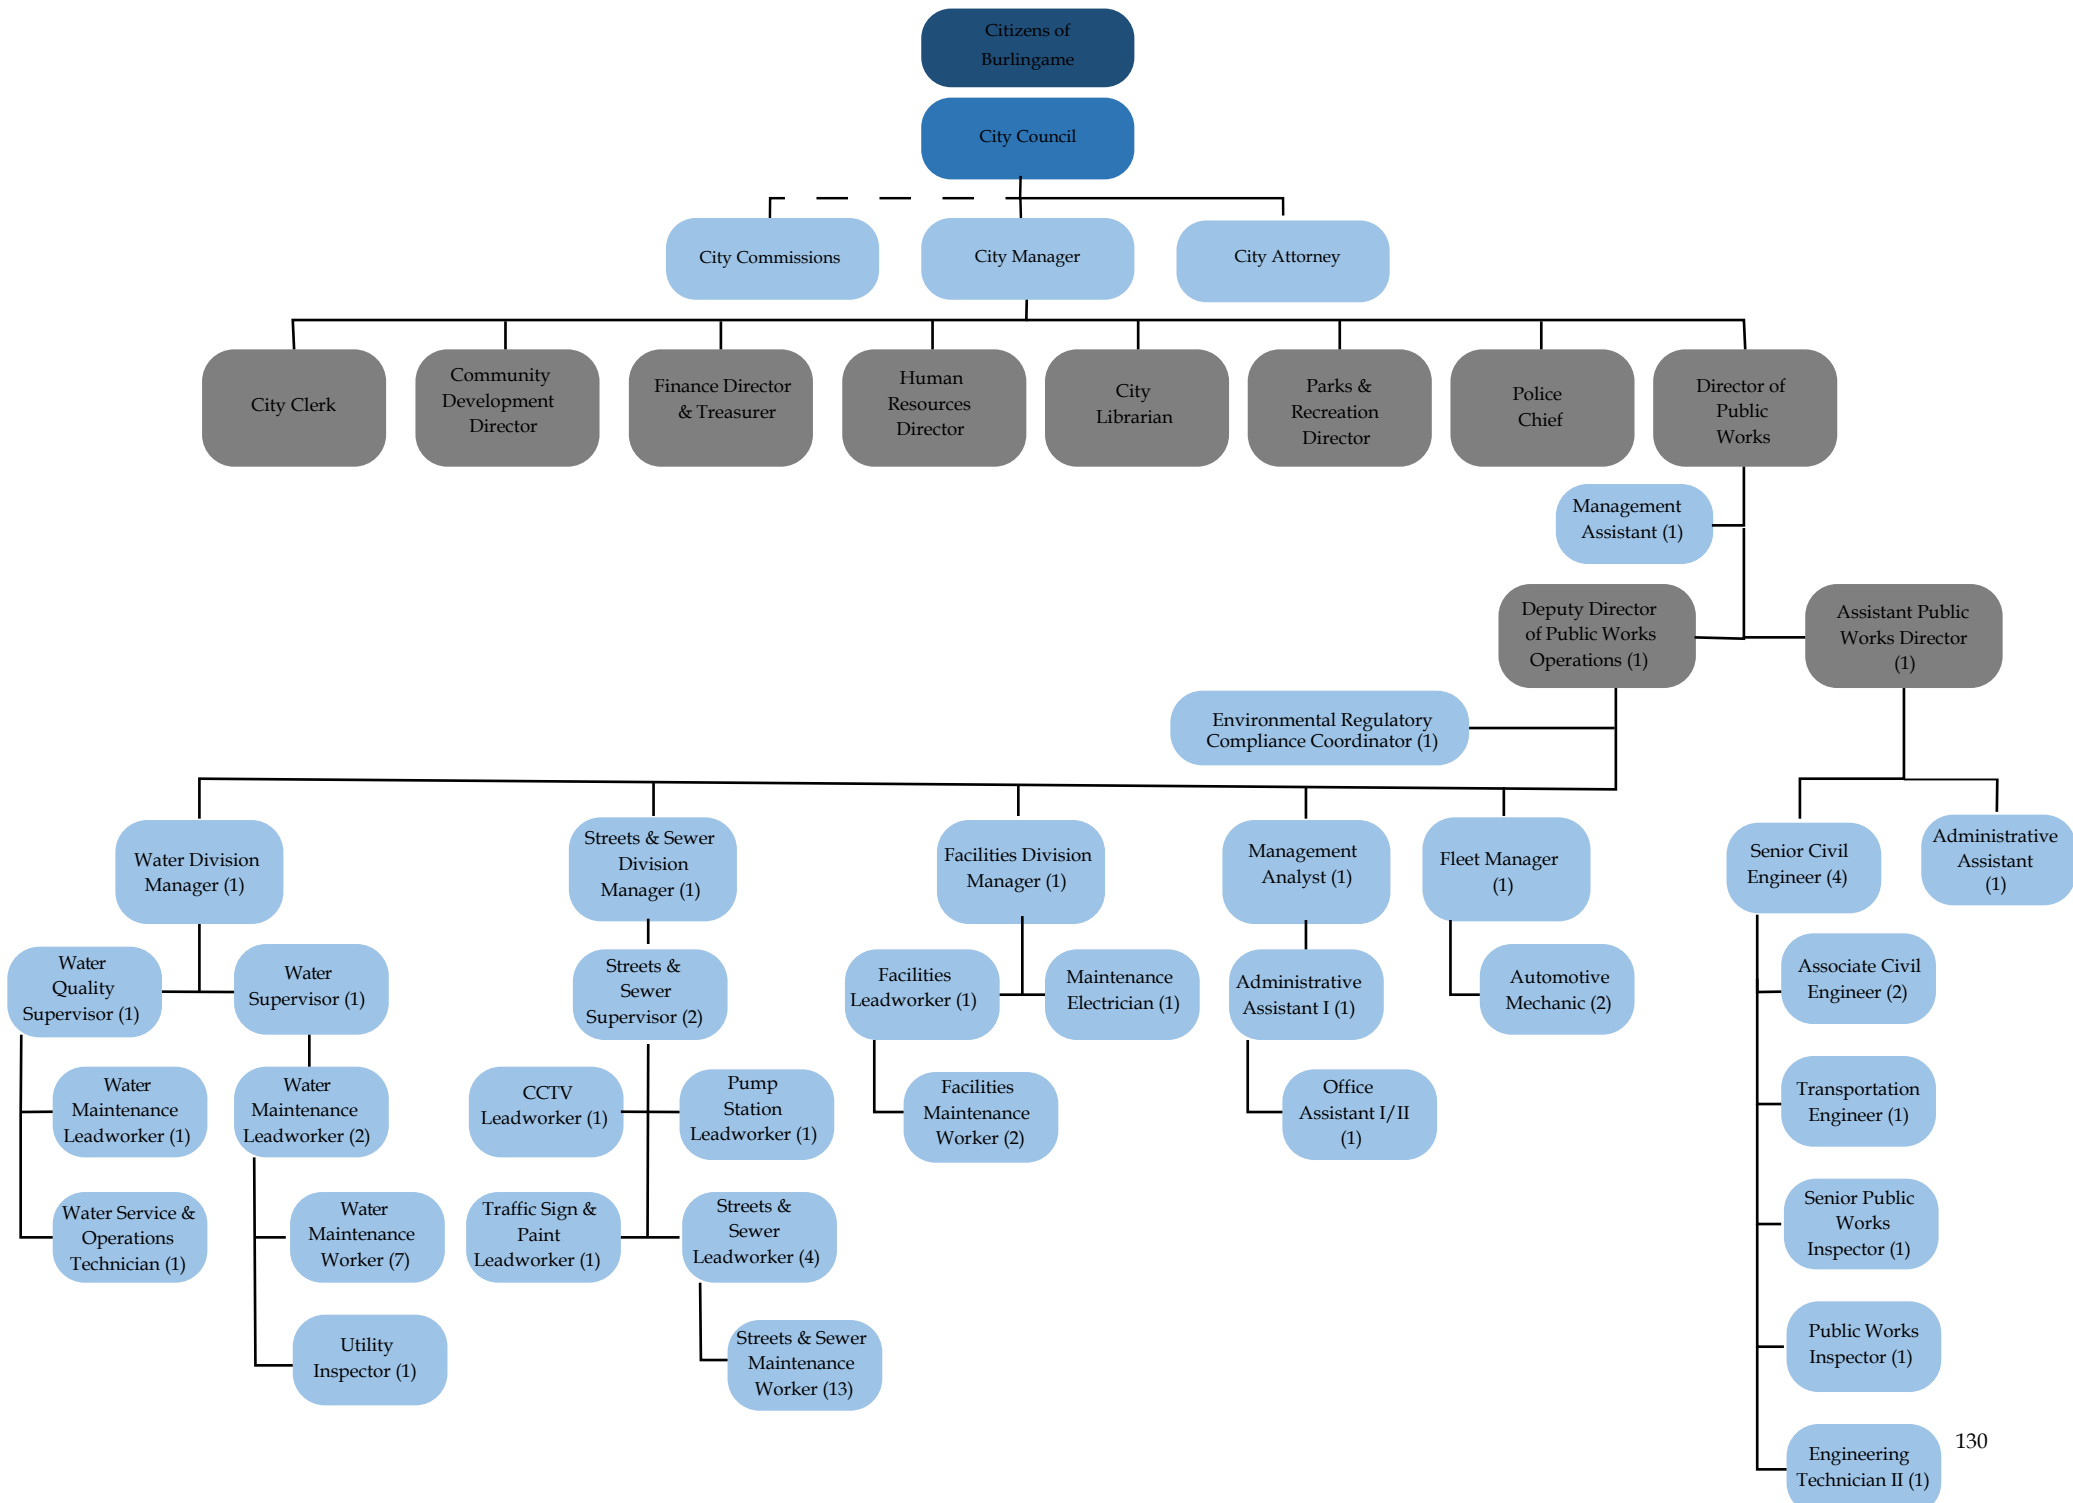 Citizens of
Burlingame
City Council
City Commissions
City Manager
City Attorney
City Clerk
Community
Development
Director
Finance Director
& Treasurer
Human
Resources
Director
City
Librarian
Parks &
Recreation
Director
Police
Chief
Director of
Public
Works
Management
Assistant (1)
Deputy Director
of Public Works
Operations (1)
Assistant Public
Works Director
(1)
Environmental Regulatory
Compliance Coordinator (1)
Water Division
Manager (1)
Streets & Sewer
Division
Manager (1)
Facilities Division
Manager (1)
Management
Analyst (1)
Fleet Manager
(1)
Senior Civil
Engineer (4)
Administrative
Assistant
(1)
Water
Quality
Supervisor (1)
Water
Supervisor (1)
Streets &
Sewer
Supervisor (2)
Facilities
Leadworker (1)
Maintenance
Electrician (1)
Administrative
Assistant I (1)
Automotive
Mechanic (2)
Associate Civil
Engineer (2)
Water
Maintenance
Leadworker (1)
Water
Maintenance
Leadworker (2)
CCTV
Leadworker (1)
Pump
Station
Leadworker (1)
Facilities
Maintenance
Worker (2)
Office
Assistant I/II
(1)
Transportation
Engineer (1)
Water Service &
Operations
Technician (1)
Water
Maintenance
Worker (7)
Traffic Sign &
Paint
Leadworker (1)
Streets &
Sewer
Leadworker (4)
Senior Public
Works
Inspector (1)
Utility
Inspector (1)
Streets & Sewer
Maintenance
Worker (13)
Public Works
Inspector (1)
Engineering
Technician II (1)
130